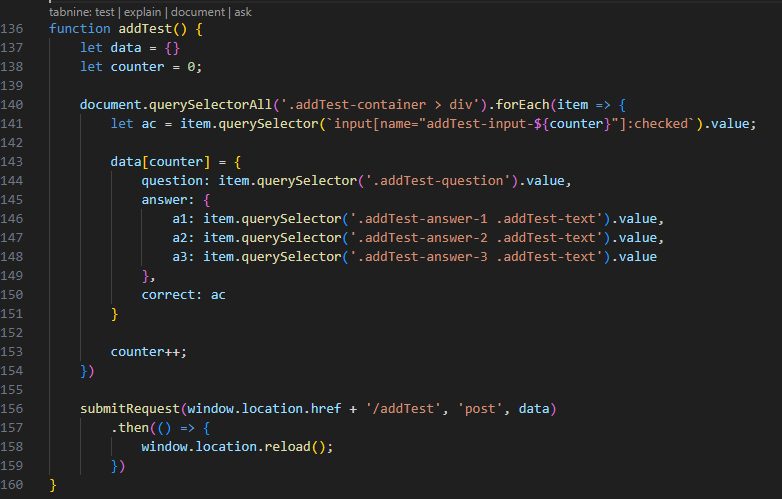 tabnine: test | explain | document | ask
136 function addTest() {
137     let data = {}
138     let counter = 0;
139
140     document.querySelectorAll('.addTest-container > div').forEach(item => {
141         let ac = item.querySelector(`input[name="addTest-input-${counter}"]:checked`).value;
142
143         data[counter] = {
144             question: item.querySelector('.addTest-question').value,
145             answer: {
146                 a1: item.querySelector('.addTest-answer-1 .addTest-text').value,
147                 a2: item.querySelector('.addTest-answer-2 .addTest-text').value,
148                 a3: item.querySelector('.addTest-answer-3 .addTest-text').value
149             },
150             correct: ac
151         }
152
153         counter++;
154     })
155
156     submitRequest(window.location.href + '/addTest', 'post', data)
157         .then(() => {
158             window.location.reload();
159         })
160 }